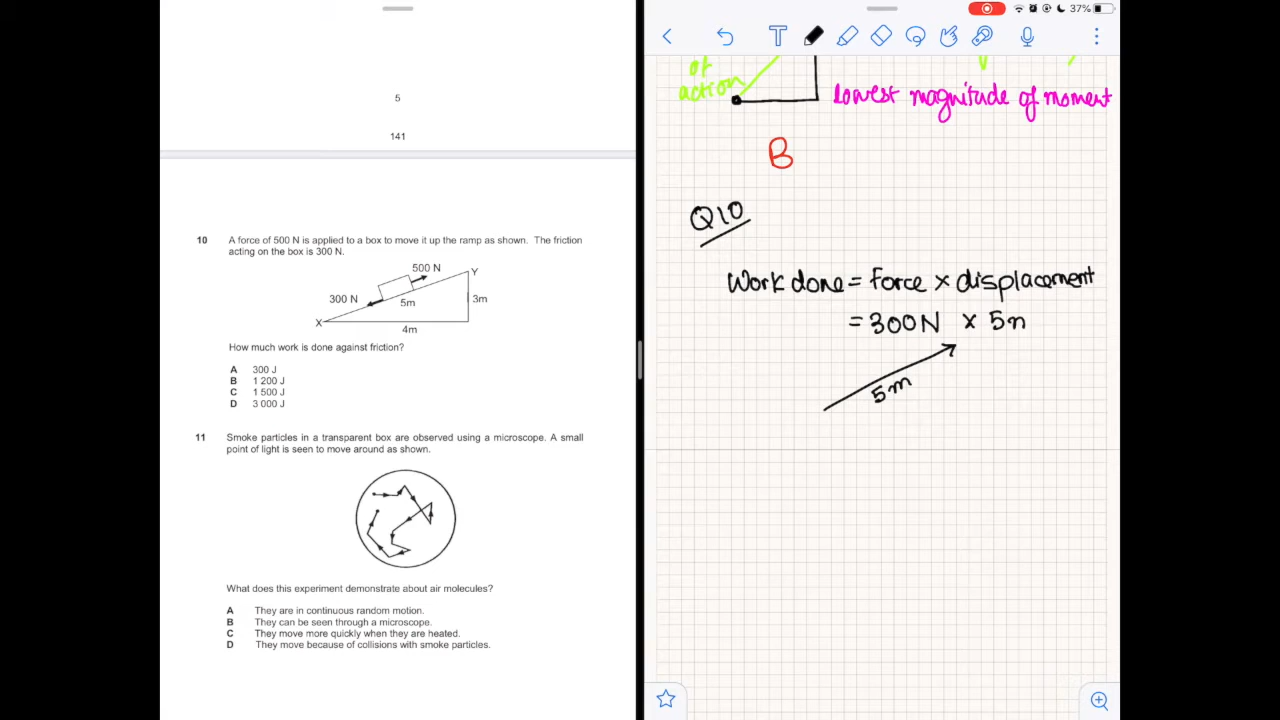 5
141
10 A force of 500 N is applied to a box to move it up the ramp as shown. The friction
acting on the box is 300 N.
500 N
Y
300 N
5m
3m
X
4m
How much work is done against friction?
A 300 J
B 1 200 J
C 1 500 J
D 3 000 J
11 Smoke particles in a transparent box are observed using a microscope. A small
point of light is seen to move around as shown.
What does this experiment demonstrate about air molecules?
A They are in continuous random motion.
B They can be seen through a microscope.
C They move more quickly when they are heated.
D They move because of collisions with smoke particles.
37%
T
of
action
lowest magnitude of moment
B
Q10
Work done = force × displacement
= 300N × 5m
5m